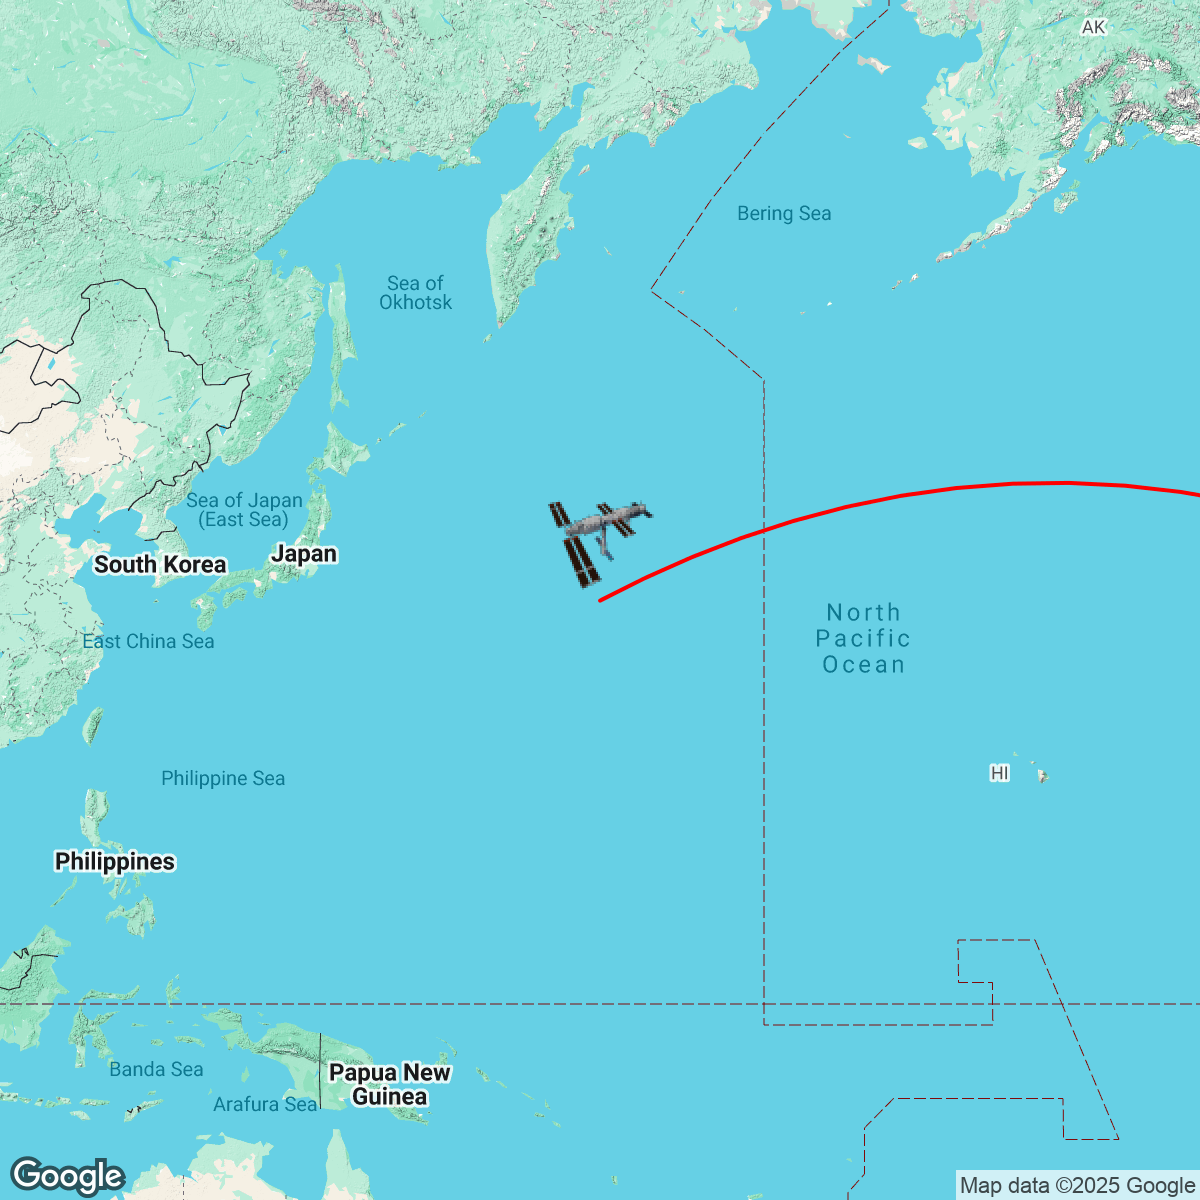 AK
Bering Sea
Sea of
Okhotsk
Sea of Japan
(East Sea)
Japan
South Korea
North
Pacific
Ocean
East China Sea
HI
Philippine Sea
Philippines
Banda Sea
Papua New
Guinea
Arafura Sea
Google
Map data ©2025 Google